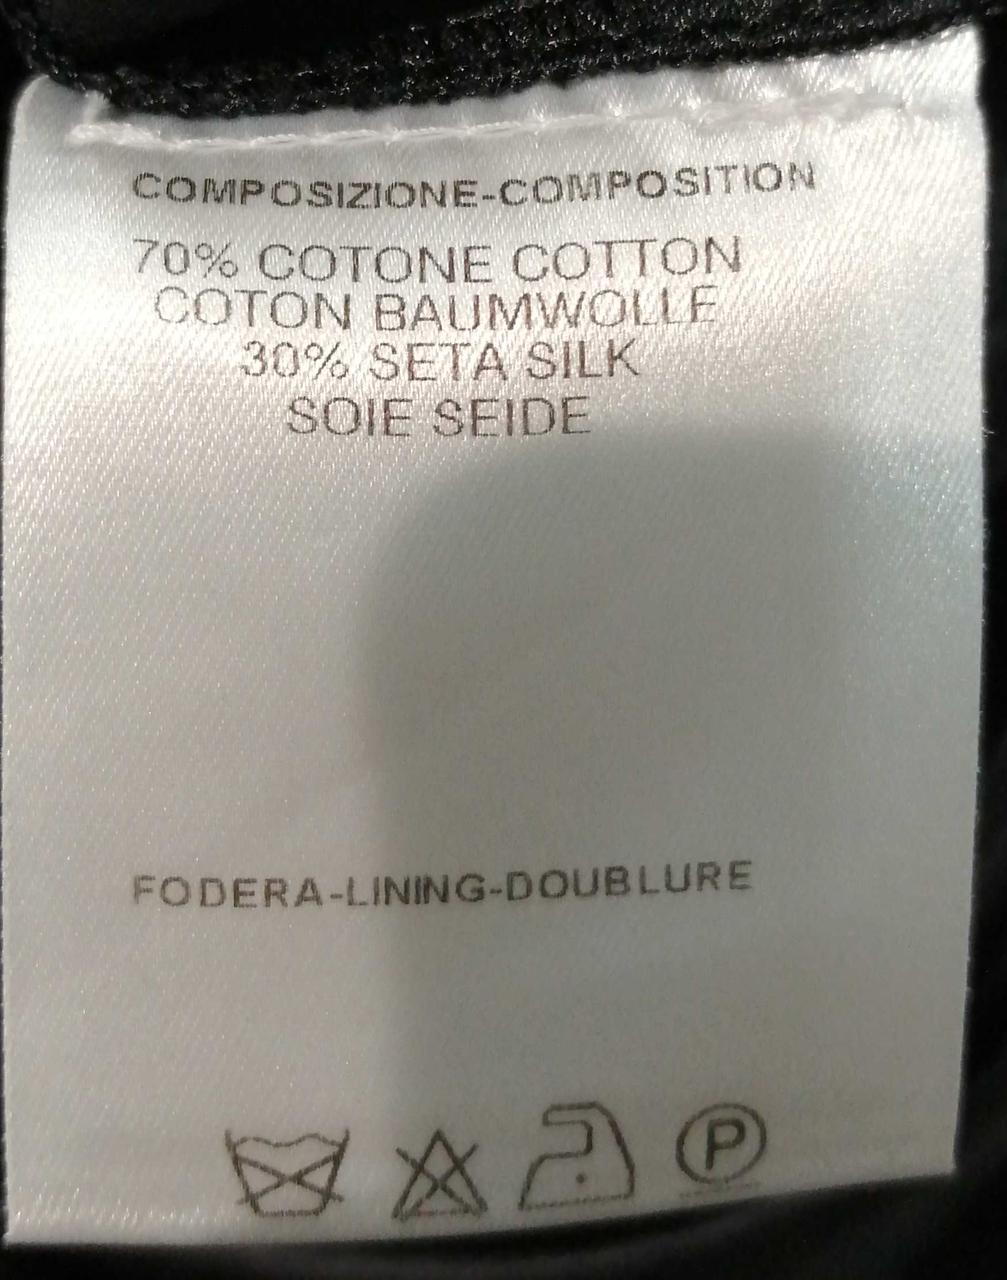 COMPOSIZIONE-COMPOSITION
70% COTONE COTTON
COTON BAUMWOLLE
30% SETA SILK
SOIE SEIDE
FODERA-LINING-DOUBLURE
P